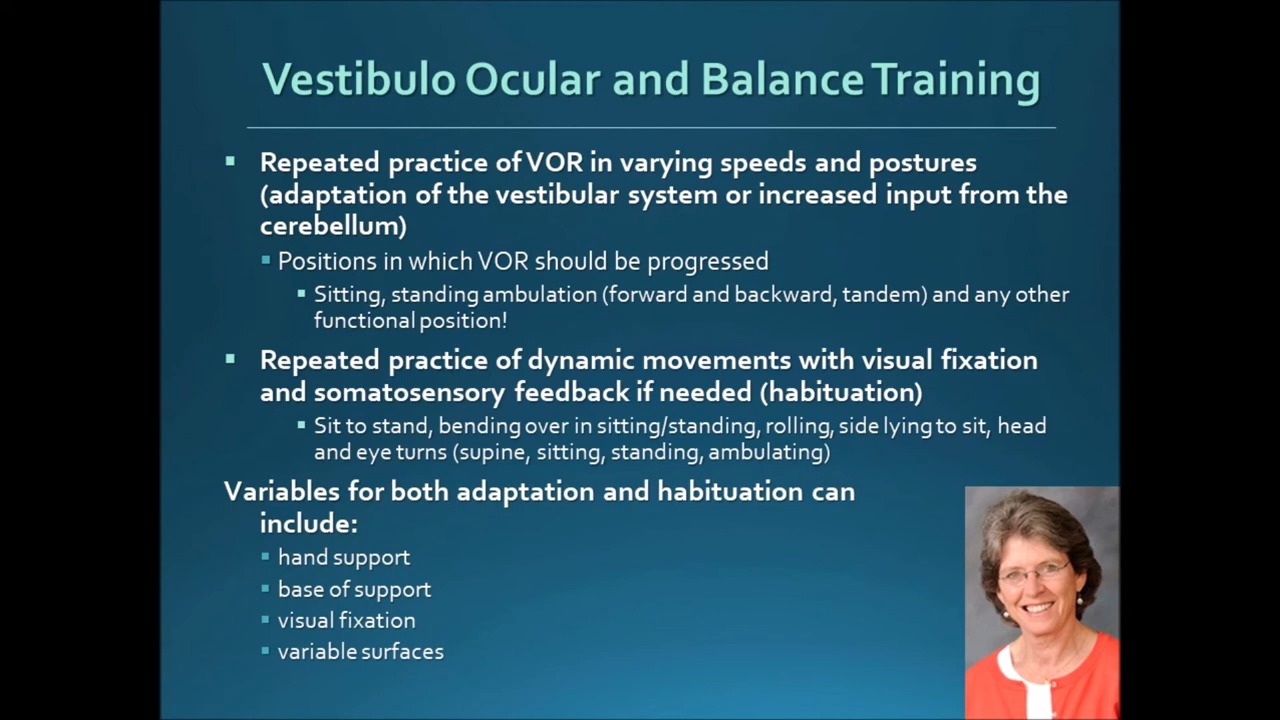 Vestibulo Ocular and Balance Training
Repeated practice of VOR in varying speeds and postures
(adaptation of the vestibular system or increased input from the
cerebellum)
Positions in which VOR should be progressed
Sitting, standing ambulation (forward and backward, tandem) and any other
functional position!
Repeated practice of dynamic movements with visual fixation
and somatosensory feedback if needed (habituation)
Sit to stand, bending over in sitting/standing, rolling, side lying to sit, head
and eye turns (supine, sitting, standing, ambulating)
Variables for both adaptation and habituation can
include:
hand support
base of support
visual fixation
variable surfaces